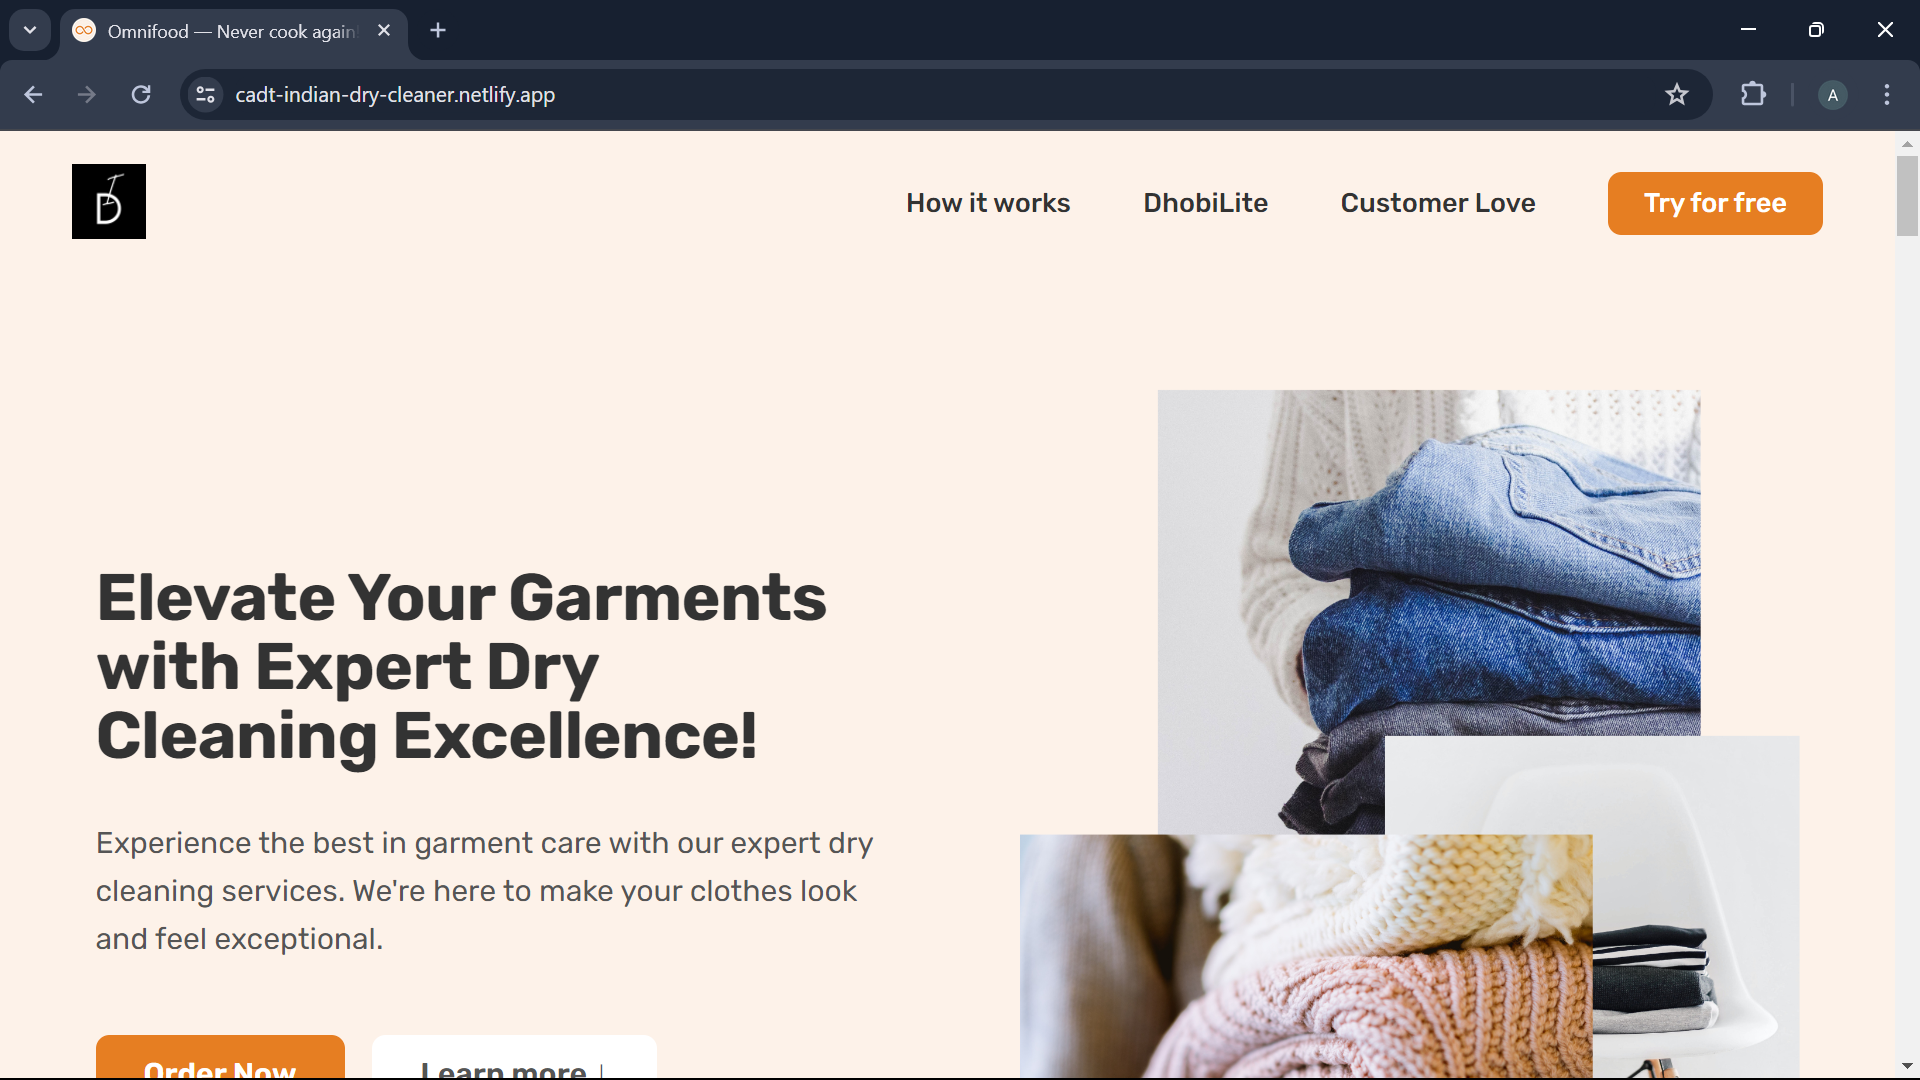 Omnifood — Never cook again
cadt-indian-dry-cleaner.netlify.app
A
How it works
DhobiLite
Customer Love
Try for free
Elevate Your Garments
with Expert Dry
Cleaning Excellence!
Experience the best in garment care with our expert dry
cleaning services. We're here to make your clothes look
and feel exceptional.
Order Now
Learn more ↓